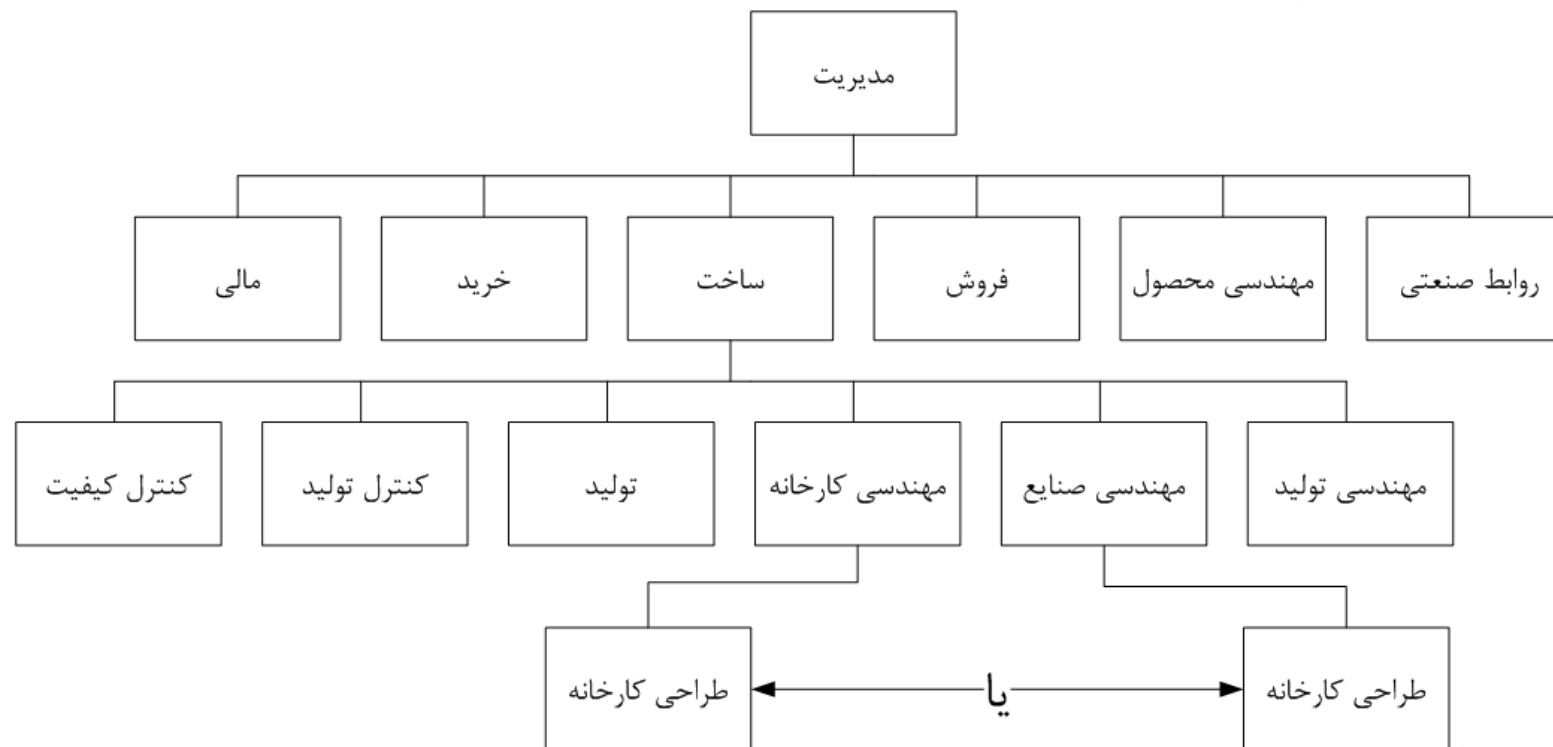 مدیریت
روابط صنعتی
مهندسی محصول
فروش
ساخت
خرید
مالی
مهندسی تولید
مهندسی صنایع
مهندسی کارخانه
تولید
کنترل تولید
کنترل کیفیت
طراحی کارخانه
یا
طراحی کارخانه